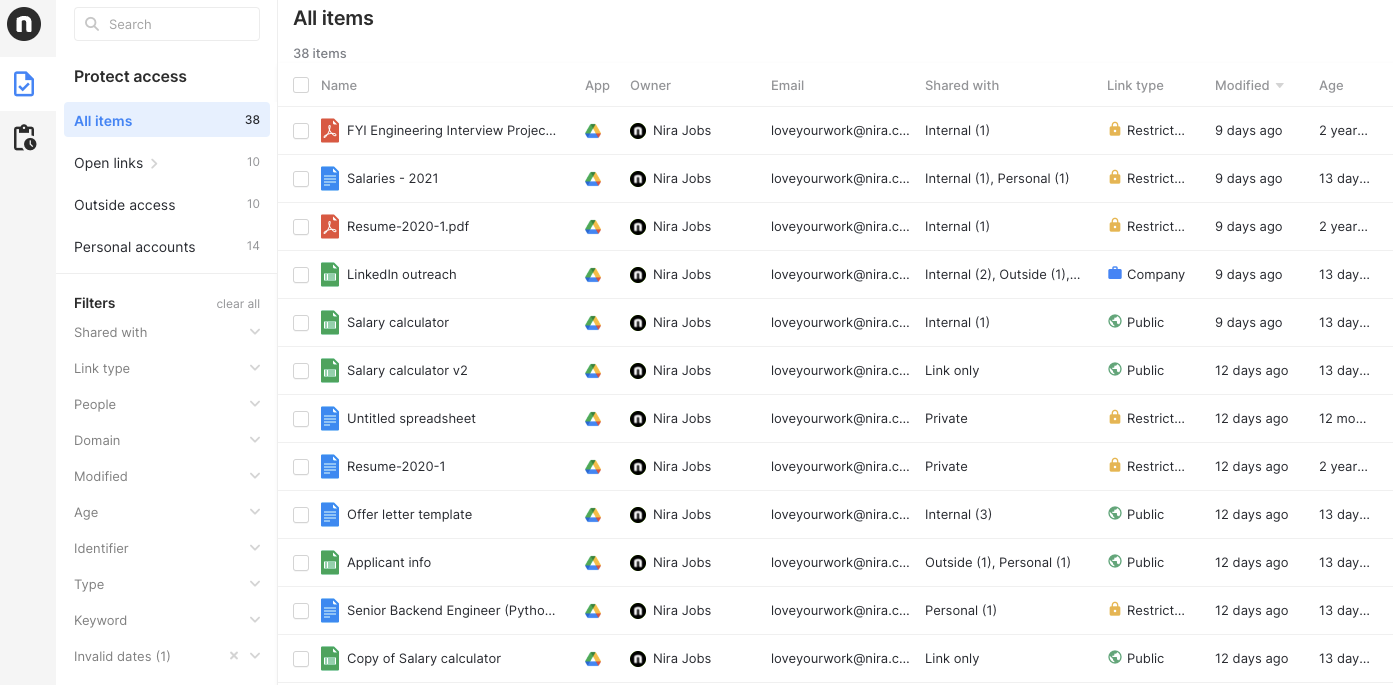 Search
Protect access
All items 38
Open links 10
Outside access 10
Personal accounts 14
Filters clear all
Shared with
Link type
People
Domain
Modified
Age
Identifier
Type
Keyword
Invalid dates (1)
All items
38 items
Name App Owner Email Shared with Link type Modified Age
FYI Engineering Interview Projec... Nira Jobs loveyourwork@nira.c... Internal (1) Restrict... 9 days ago 2 year...
Salaries - 2021 Nira Jobs loveyourwork@nira.c... Internal (1), Personal (1) Restrict... 9 days ago 13 day...
Resume-2020-1.pdf Nira Jobs loveyourwork@nira.c... Internal (1) Restrict... 9 days ago 2 year...
LinkedIn outreach Nira Jobs loveyourwork@nira.c... Internal (2), Outside (1),... Company 9 days ago 13 day...
Salary calculator Nira Jobs loveyourwork@nira.c... Internal (1) Public 9 days ago 13 day...
Salary calculator v2 Nira Jobs loveyourwork@nira.c... Link only Public 12 days ago 13 day...
Untitled spreadsheet Nira Jobs loveyourwork@nira.c... Private Restrict... 12 days ago 12 mo...
Resume-2020-1 Nira Jobs loveyourwork@nira.c... Private Restrict... 12 days ago 2 year...
Offer letter template Nira Jobs loveyourwork@nira.c... Internal (3) Public 12 days ago 13 day...
Applicant info Nira Jobs loveyourwork@nira.c... Outside (1), Personal (1) Public 12 days ago 13 day...
Senior Backend Engineer (Pytho... Nira Jobs loveyourwork@nira.c... Personal (1) Restrict... 12 days ago 13 day...
Copy of Salary calculator Nira Jobs loveyourwork@nira.c... Link only Public 12 days ago 13 day...